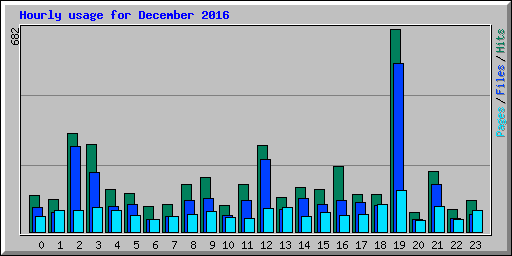 Hourly usage for December 2016
682
Pages / Files / Hits
0 1 2 3 4 5 6 7 8 9 10 11 12 13 14 15 16 17 18 19 20 21 22 23